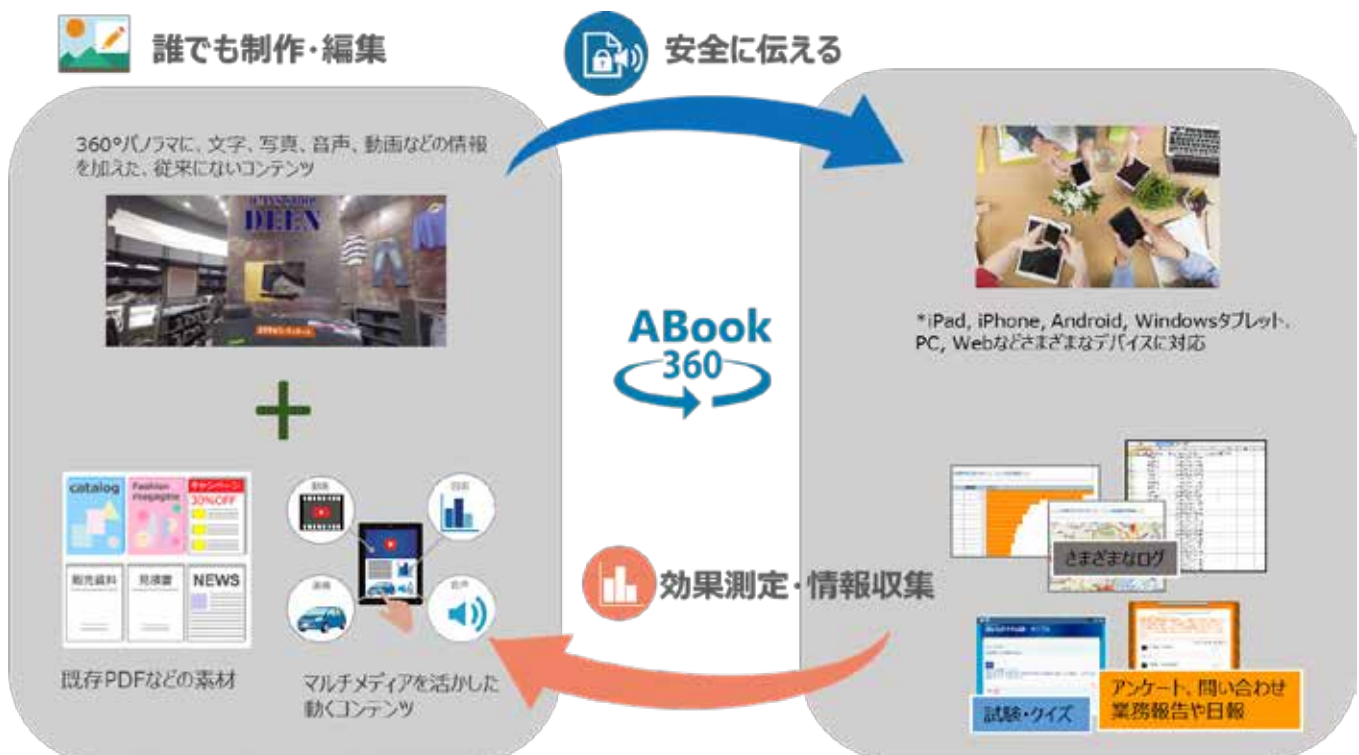 誰でも制作・編集
安全に伝える
360°パノラマに、文字、写真、音声、動画などの情報
を加えた、従来にないコンテンツ
DEEN
*iPad, iPhone, Android, Windowsタブレット、
PC, Webなどさまざまなデバイスに対応
ABook
360
catalog
Fashion
magagine
キャンペーン
30%OFF
販売資料
見積書
NEWS
動画
音声
既存PDFなどの素材
マルチメディアを活かした
動くコンテンツ
効果測定・情報収集
さまざまなログ
試験・クイズ
アンケート、問い合わせ
業務報告や日報